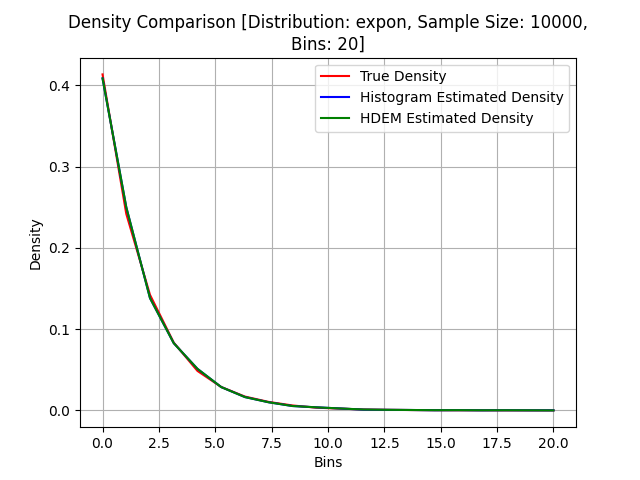 Density Comparison [Distribution: expon, Sample Size: 10000,
Bins: 20]
True Density
Histogram Estimated Density
HDEM Estimated Density
Density
0.4
0.3
0.2
0.1
0.0
0.0 2.5 5.0 7.5 10.0 12.5 15.0 17.5 20.0
Bins